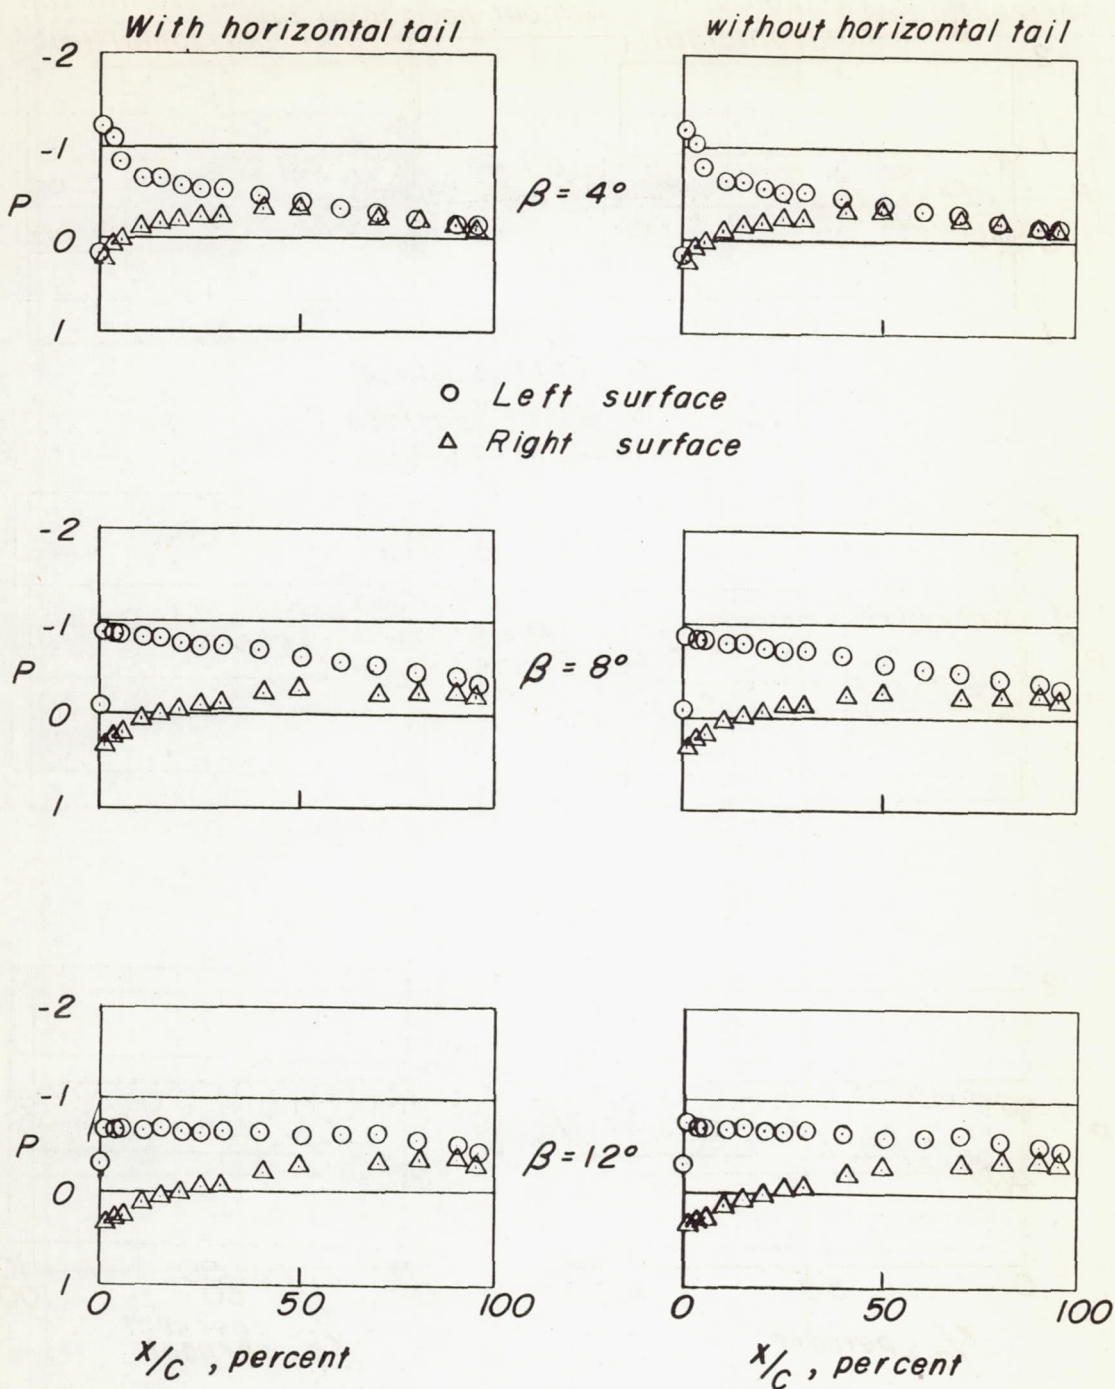 With horizontal tail
without horizontal tail
-2
-1
P
0
1
β = 4°
Left surface
Right surface
-2
-1
P
0
1
β = 8°
-2
-1
P
0
1
β = 12°
0
50
100
0
50
100
x/c, percent
x/c, percent